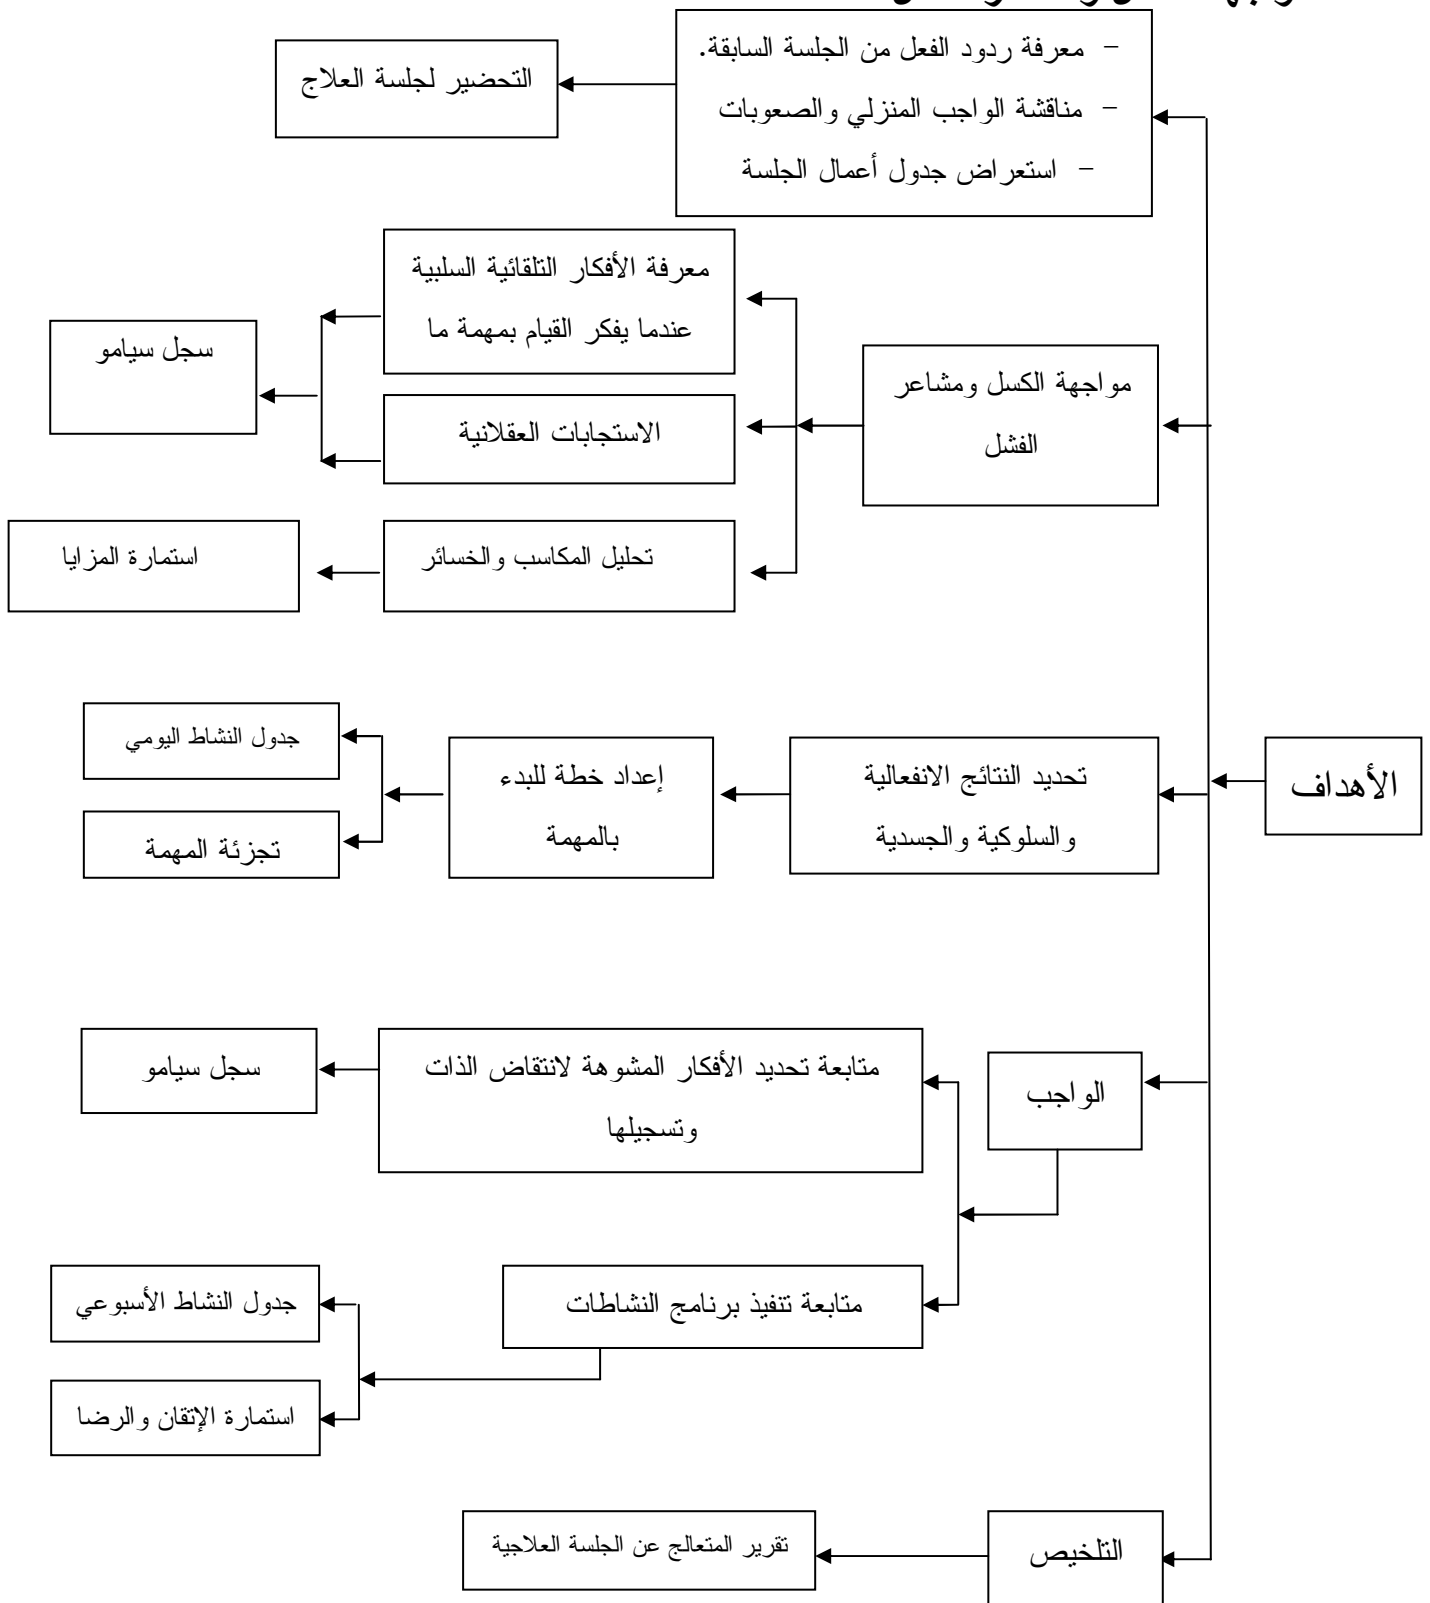 – معرفة ردود الفعل من الجلسة السابقة.
– مناقشة الواجب المنزلي والصعوبات
– استعراض جدول أعمال الجلسة
التحضير لجلسة العلاج
معرفة الأفكار التلقائية السلبية
عندما يفكر القيام بمهمة ما
سجل سيامو
مواجهة الكسل ومشاعر
الفشل
الاستجابات العقلانية
تحليل المكاسب والخسائر
استمارة المزايا
الأهداف
تحديد النتائج الانفعالية
والسلوكية والجسدية
إعداد خطة للبدء
بالمهمة
جدول النشاط اليومي
تجزئة المهمة
الواجب
متابعة تحديد الأفكار المشوهة لانتقاض الذات
وتسجيلها
سجل سيامو
متابعة تنفيذ برنامج النشاطات
جدول النشاط الأسبوعي
استمارة الإتقان والرضا
التلخيص
تقرير المتعالج عن الجلسة العلاجية